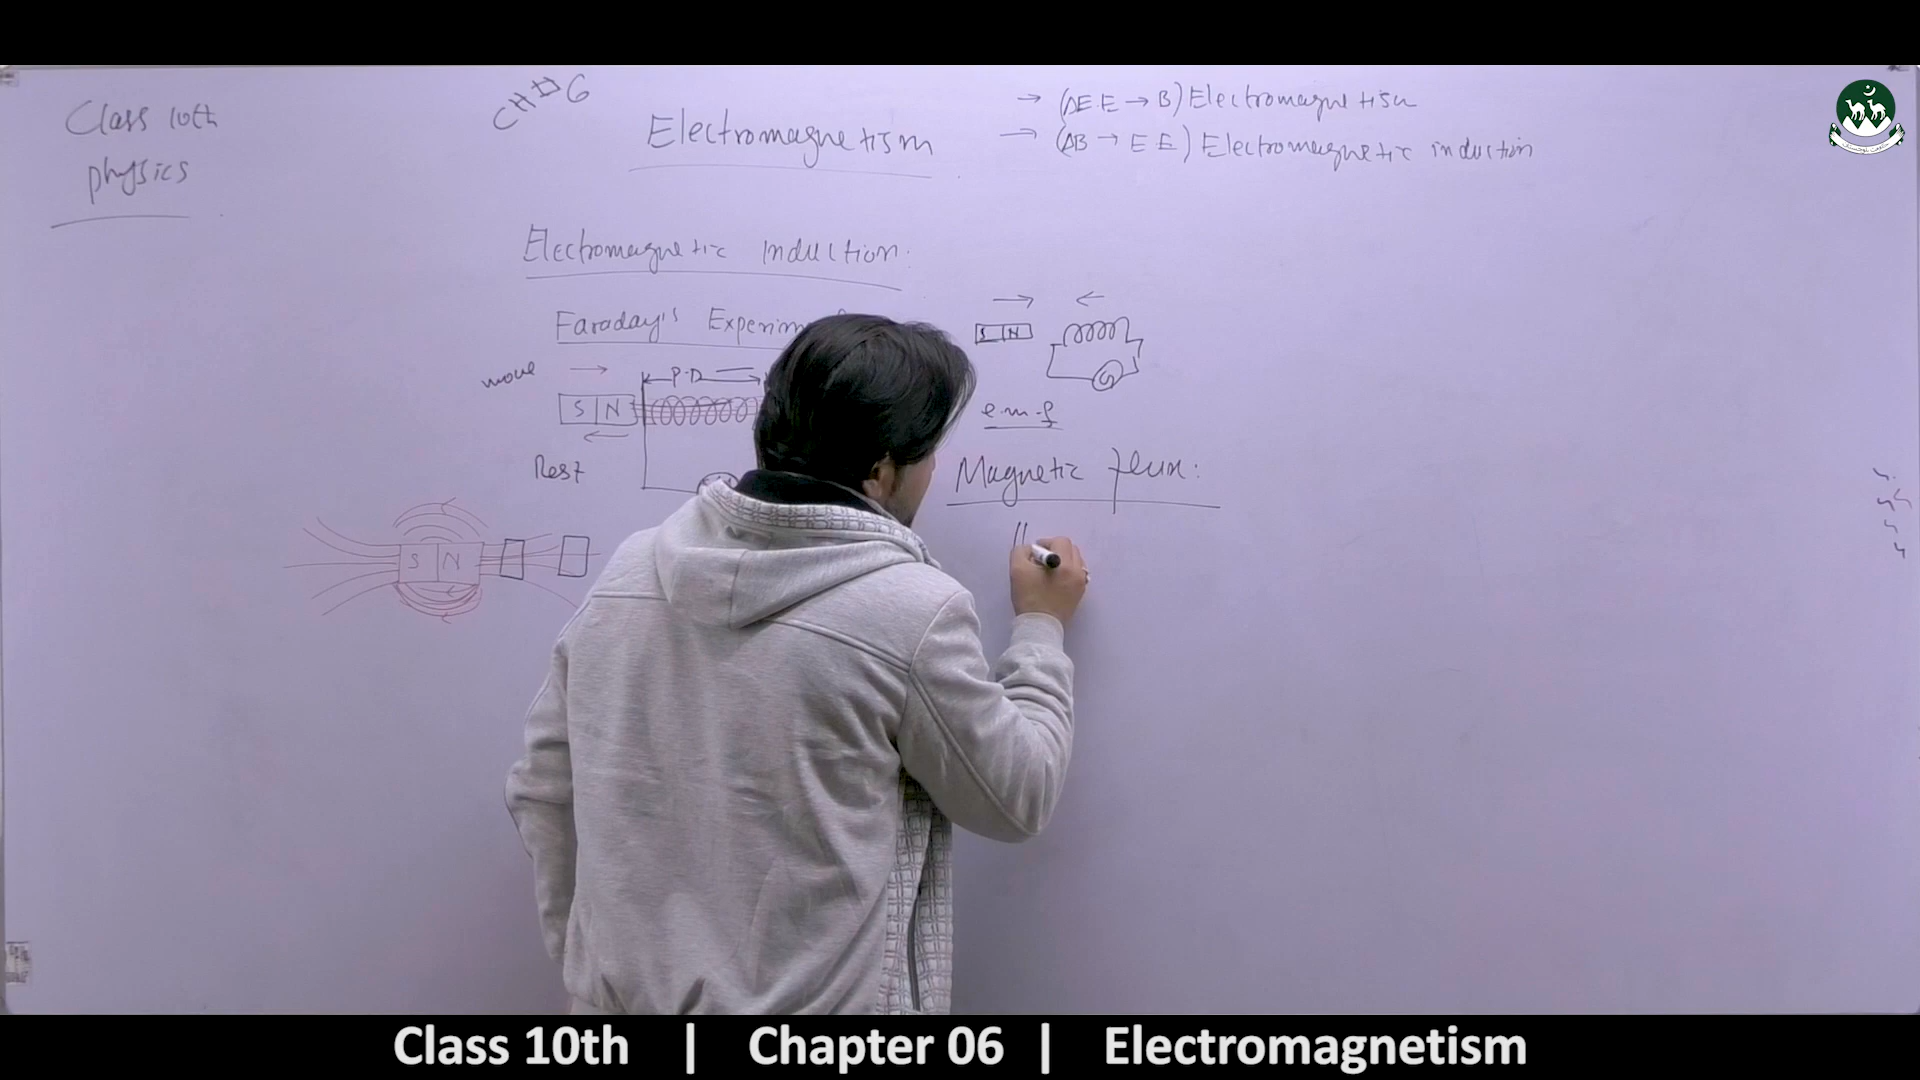 Class 10th
physics
CH # 6
Electromagnetism
→ (ΔE.E → B) Electromagnetism
→ (ΔB → E E) Electromagnetic induction
Electromagnetic induction.
Faraday's Experim
move →
P.D
S N
←
Rest
S N
→ ←
S N
G
e.m.f
Magnetic flux:
"
Class 10th | Chapter 06 | Electromagnetism